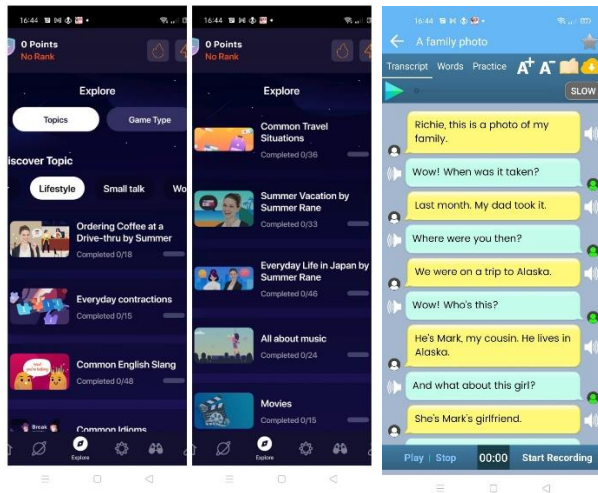 16:44
0 Points
No Rank
Explore
Topics
Game Type
iscover Topic
Lifestyle
Small talk
Wo
Ordering Coffee at a
Drive-thru by Summer
Completed 0/18
Everyday contractions
Completed 0/15
Common English Slang
Completed 0/48
Break
Common Idioms
Explore
16:44
0 Points
No Rank
Explore
Common Travel
Situations
Completed 0/36
Summer Vacation by
Summer Rane
Completed 0/33
Everyday Life in Japan by
Summer Rane
Completed 0/46
All about music
Completed 0/24
Movies
Completed 0/15
Explore
16:44
A family photo
Transcript Words Practice A+ A-
SLOW
Richie, this is a photo of my
family.
Wow! When was it taken?
Last month. My dad took it.
Where were you then?
We were on a trip to Alaska.
Wow! Who's this?
He's Mark, my cousin. He lives in
Alaska.
And what about this girl?
She's Mark's girlfriend.
Play | Stop 00:00 Start Recording